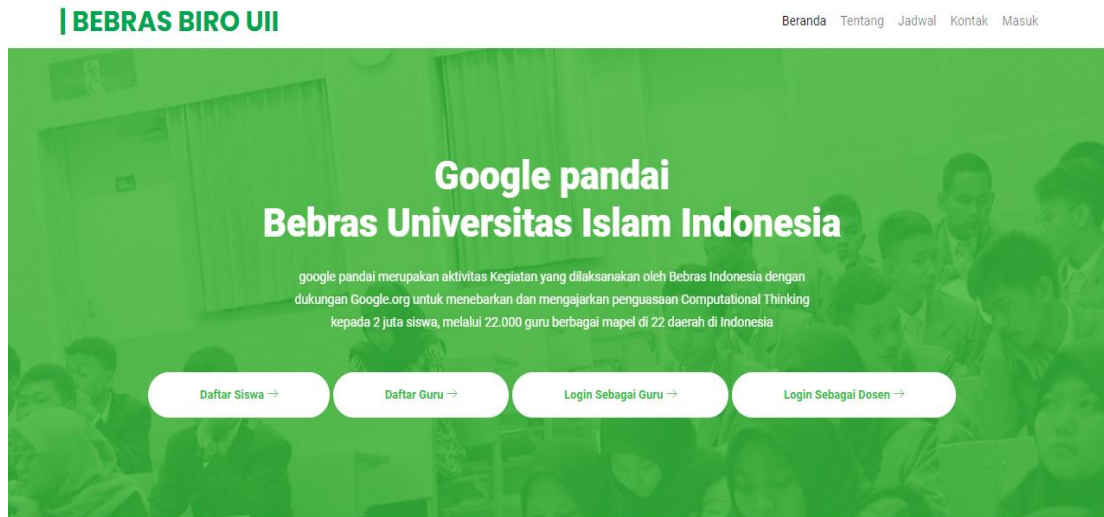 | BEBRAS BIRO UII
Beranda Tentang Jadwal Kontak Masuk
Google pandai
Bebras Universitas Islam Indonesia
google pandai merupakan aktivitas Kegiatan yang dilaksanakan oleh Bebras Indonesia dengan
dukungan Google.org untuk menebarkan dan mengajarkan penguasaan Computational Thinking
kepada 2 juta siswa, melalui 22.000 guru berbagai mapel di 22 daerah di Indonesia
Daftar Siswa → Daftar Guru → Login Sebagai Guru → Login Sebagai Dosen →